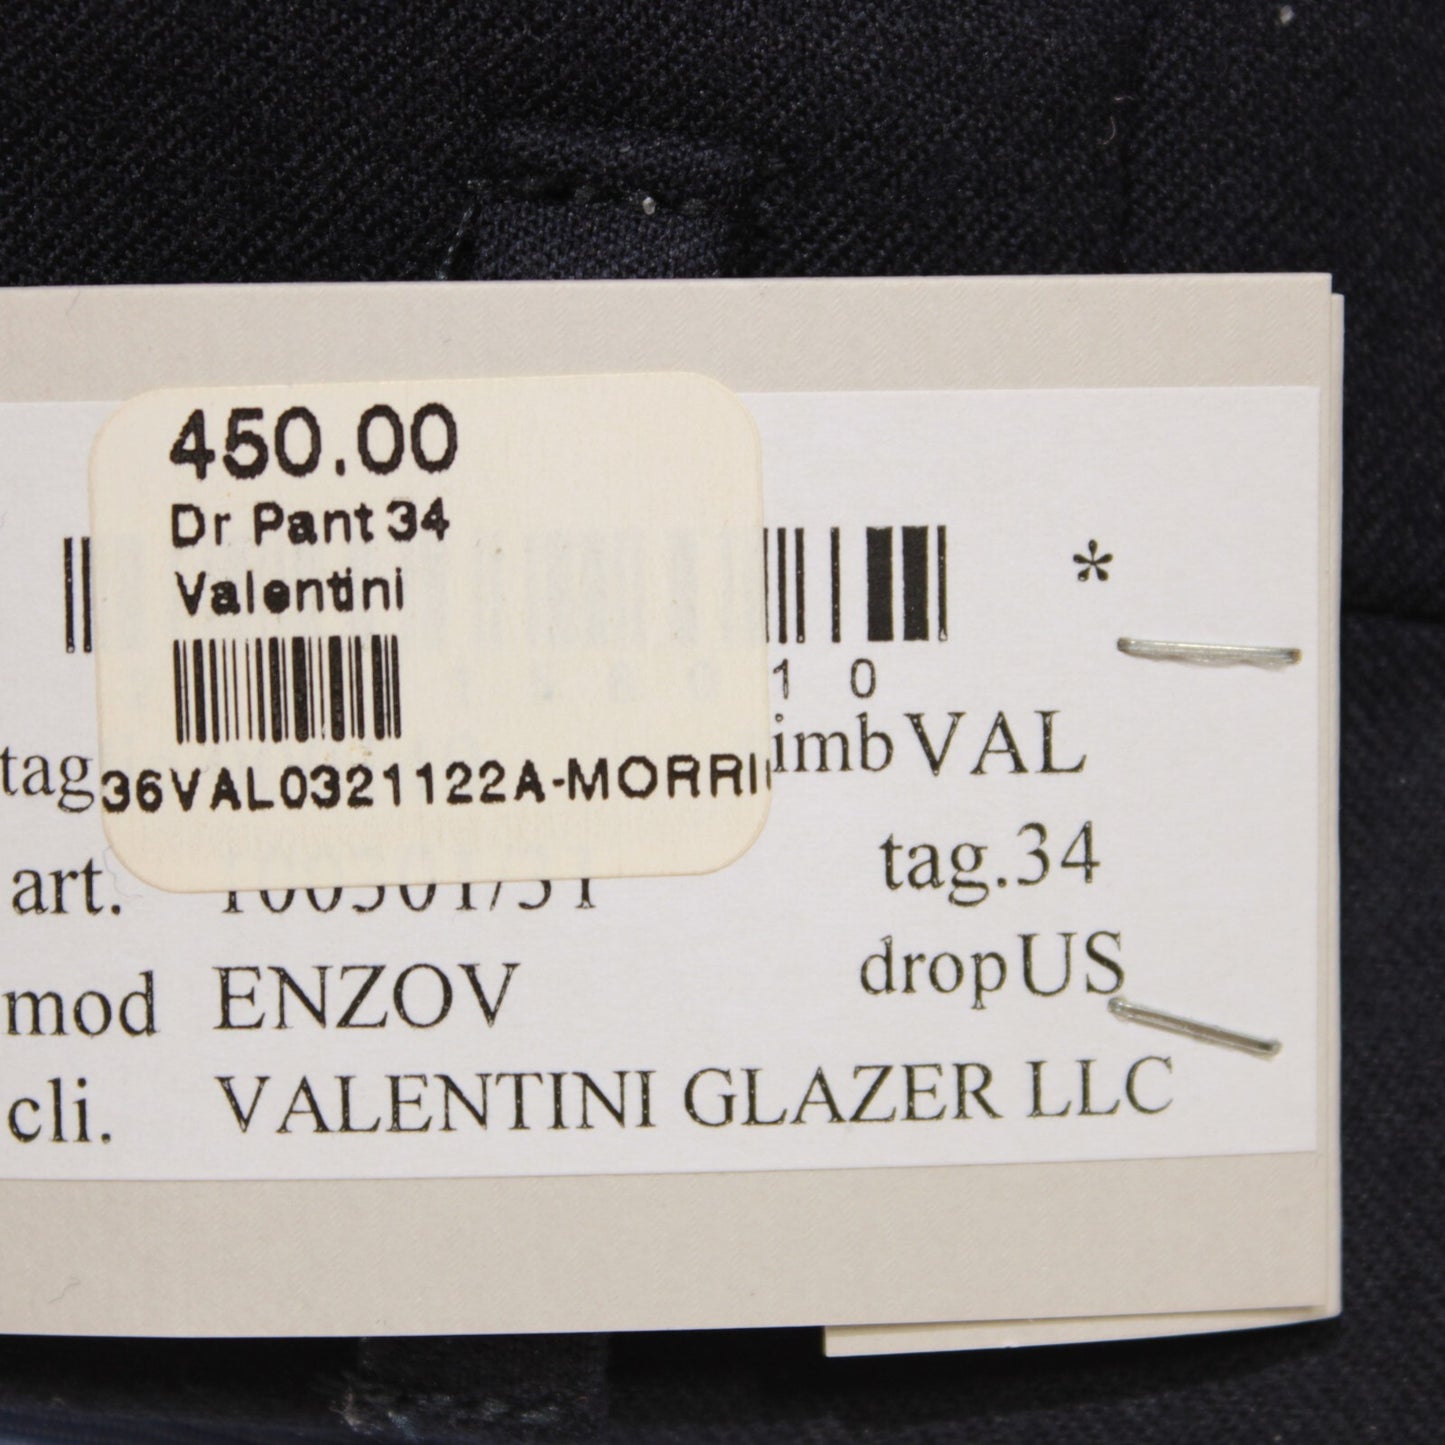 450.00
Dr Pant 34
Valentini
36VAL0321122A-MORRI
*
1 0
tag
imb VAL
art.
tag.34
mod ENZOV
drop US
cli. VALENTINI GLAZER LLC